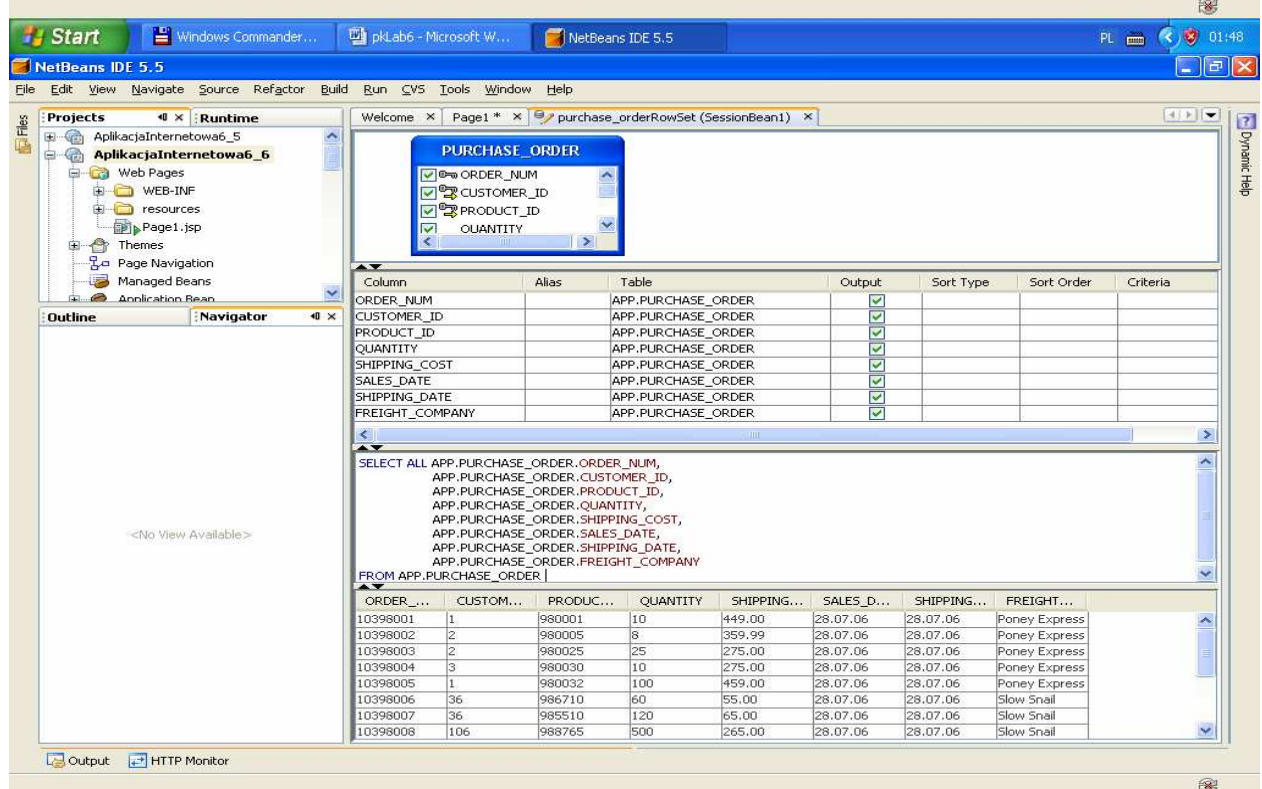 Start Windows Commander... pkLab6 - Microsoft W... NetBeans IDE 5.5 PL 01:48
NetBeans IDE 5.5
File Edit View Navigate Source Refactor Build Run CVS Tools Window Help
Files
Projects Runtime
AplikacjaInternetowa6_5
AplikacjaInternetowa6_6
Web Pages
WEB-INF
resources
Page1.jsp
Themes
Page Navigation
Managed Beans
Application Bean
Outline Navigator
<No View Available>
Welcome Page1 * purchase_orderRowSet (SessionBean1)
Dynamic Help
PURCHASE_ORDER
ORDER_NUM
CUSTOMER_ID
PRODUCT_ID
QUANTITY
Column Alias Table Output Sort Type Sort Order Criteria
ORDER_NUM APP.PURCHASE_ORDER
CUSTOMER_ID APP.PURCHASE_ORDER
PRODUCT_ID APP.PURCHASE_ORDER
QUANTITY APP.PURCHASE_ORDER
SHIPPING_COST APP.PURCHASE_ORDER
SALES_DATE APP.PURCHASE_ORDER
SHIPPING_DATE APP.PURCHASE_ORDER
FREIGHT_COMPANY APP.PURCHASE_ORDER
SELECT ALL APP.PURCHASE_ORDER.ORDER_NUM,
APP.PURCHASE_ORDER.CUSTOMER_ID,
APP.PURCHASE_ORDER.PRODUCT_ID,
APP.PURCHASE_ORDER.QUANTITY,
APP.PURCHASE_ORDER.SHIPPING_COST,
APP.PURCHASE_ORDER.SALES_DATE,
APP.PURCHASE_ORDER.SHIPPING_DATE,
APP.PURCHASE_ORDER.FREIGHT_COMPANY
FROM APP.PURCHASE_ORDER
ORDER_... CUSTOM... PRODUC... QUANTITY SHIPPING... SALES_D... SHIPPING... FREIGHT...
10398001 1 980001 10 449.00 28.07.06 28.07.06 Poney Express
10398002 2 980005 8 359.99 28.07.06 28.07.06 Poney Express
10398003 2 980025 25 275.00 28.07.06 28.07.06 Poney Express
10398004 3 980030 10 275.00 28.07.06 28.07.06 Poney Express
10398005 1 980032 100 459.00 28.07.06 28.07.06 Poney Express
10398006 36 986710 60 55.00 28.07.06 28.07.06 Slow Snail
10398007 36 985510 120 65.00 28.07.06 28.07.06 Slow Snail
10398008 106 988765 500 265.00 28.07.06 28.07.06 Slow Snail
Output HTTP Monitor